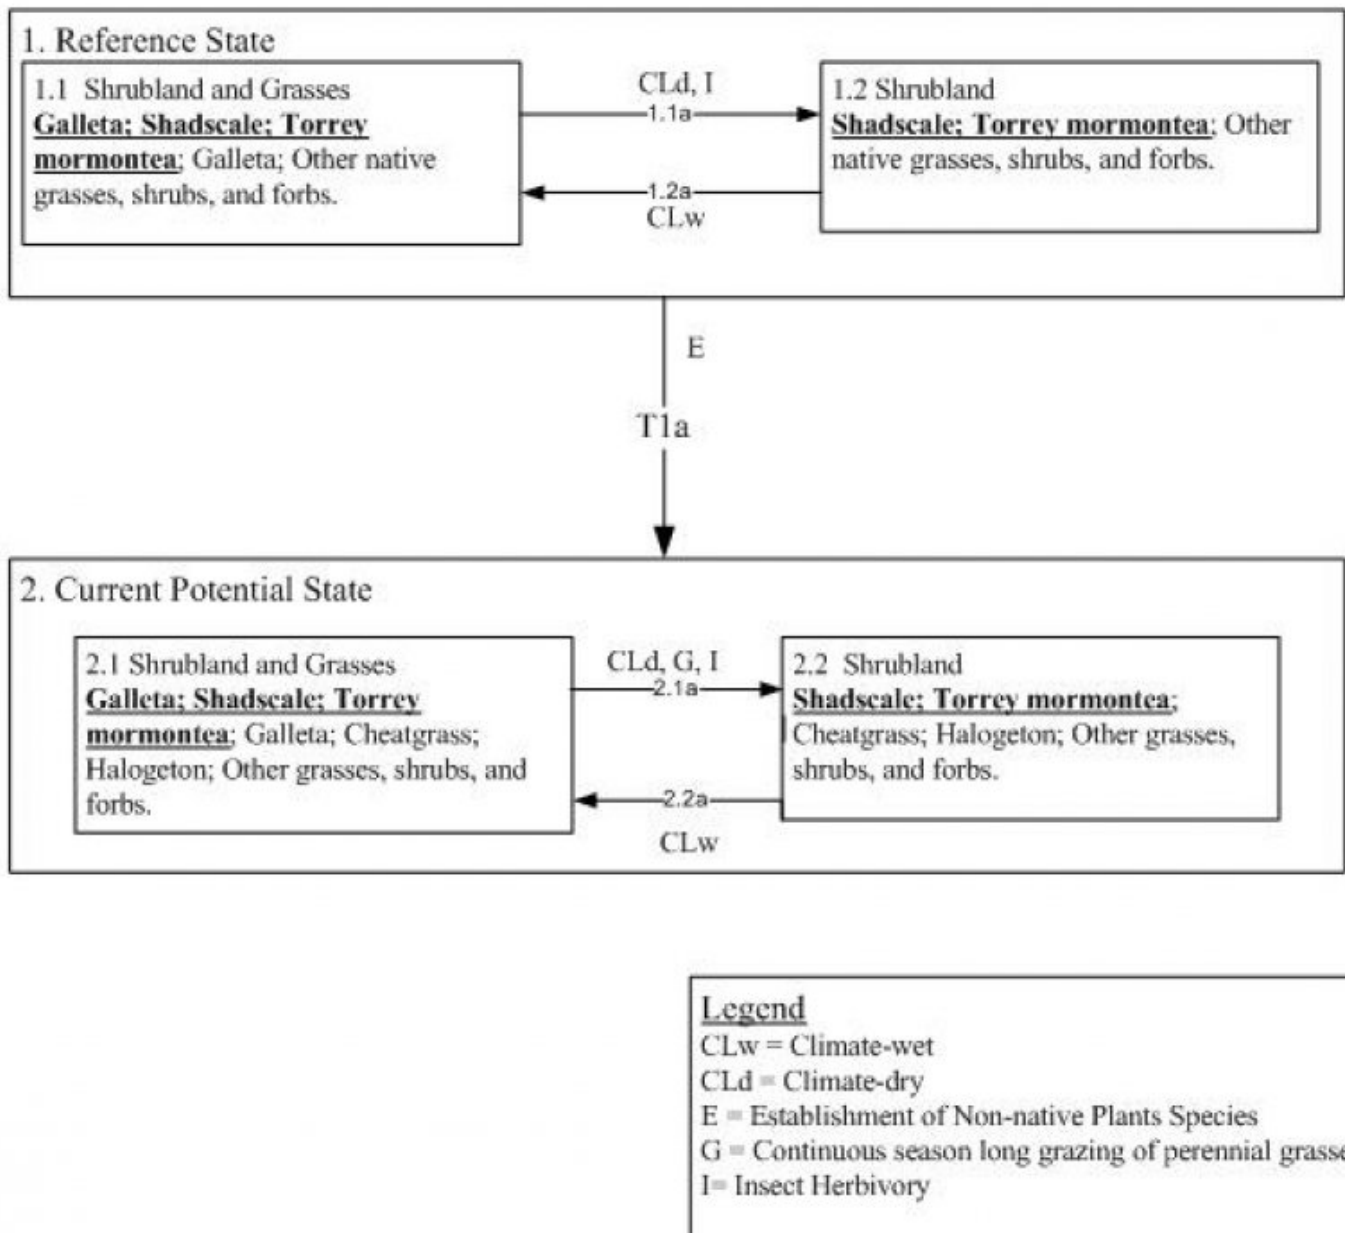 1. Reference State
1.1 Shrubland and Grasses
Galleta; Shadscale; Torrey
mormontea; Galleta; Other native
grasses, shrubs, and forbs.
CLd, I
1.1a
1.2a
CLw
1.2 Shrubland
Shadscale; Torrey mormontea; Other
native grasses, shrubs, and forbs.
E
T1a
2. Current Potential State
2.1 Shrubland and Grasses
Galleta; Shadscale; Torrey
mormontea; Galleta; Cheatgrass;
Halogeton; Other grasses, shrubs, and
forbs.
CLd, G, I
2.1a
2.2a
CLw
2.2 Shrubland
Shadscale; Torrey mormontea;
Cheatgrass; Halogeton; Other grasses,
shrubs, and forbs.
Legend
CLw = Climate-wet
CLd = Climate-dry
E = Establishment of Non-native Plants Species
G = Continuous season long grazing of perennial grasse
I= Insect Herbivory